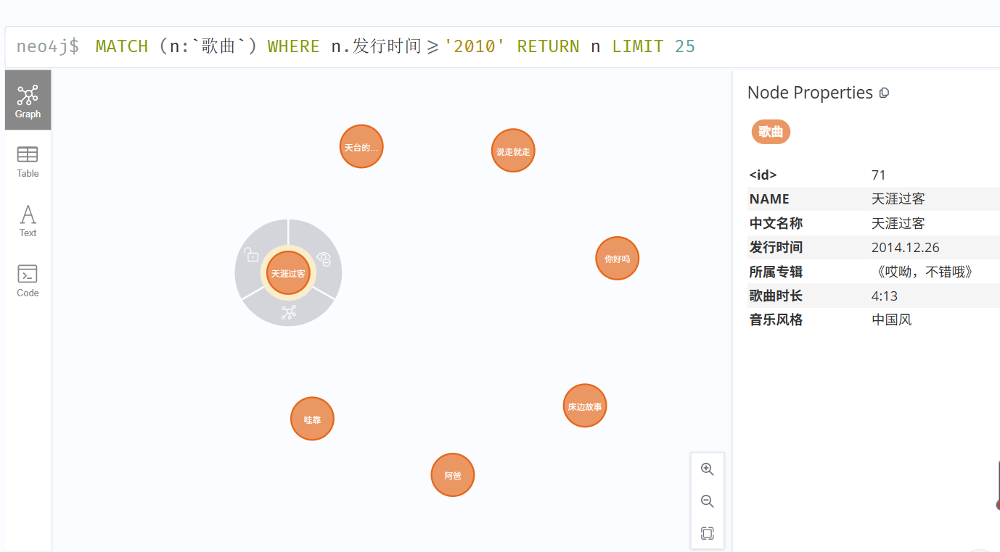 neo4j$ MATCH (n:`歌曲`) WHERE n.发行时间>='2010' RETURN n LIMIT 25
Graph
Table
Text
Code
天台的...
说走就走
天涯过客
你好吗
哇靠
床边故事
阿爸
Node Properties
歌曲
<id> 71
NAME 天涯过客
中文名称 天涯过客
发行时间 2014.12.26
所属专辑 《哎呦，不错哦》
歌曲时长 4:13
音乐风格 中国风